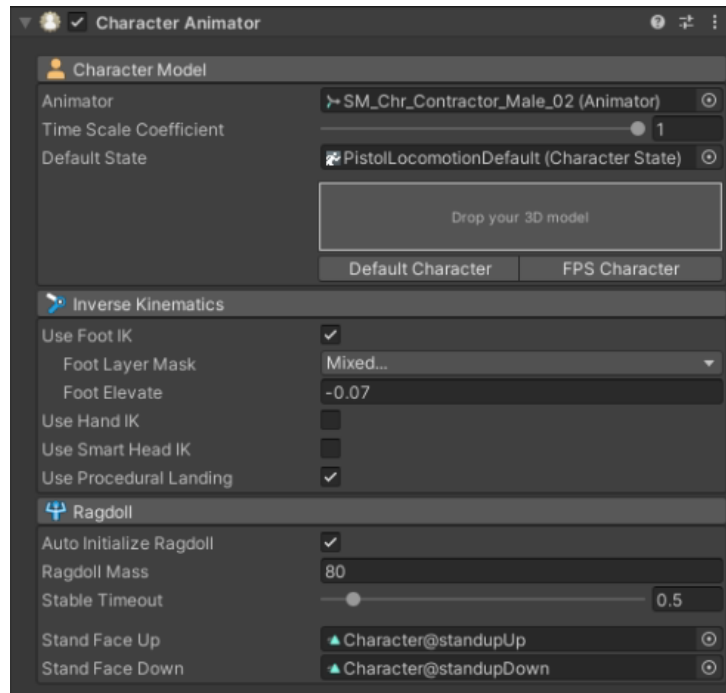 Character Animator
Character Model
Animator SM_Chr_Contractor_Male_02 (Animator)
Time Scale Coefficient 1
Default State PistolLocomotionDefault (Character State)
Drop your 3D model
Default Character FPS Character
Inverse Kinematics
Use Foot IK
Foot Layer Mask Mixed...
Foot Elevate -0.07
Use Hand IK
Use Smart Head IK
Use Procedural Landing
Ragdoll
Auto Initialize Ragdoll
Ragdoll Mass 80
Stable Timeout 0.5
Stand Face Up Character@standupUp
Stand Face Down Character@standupDown